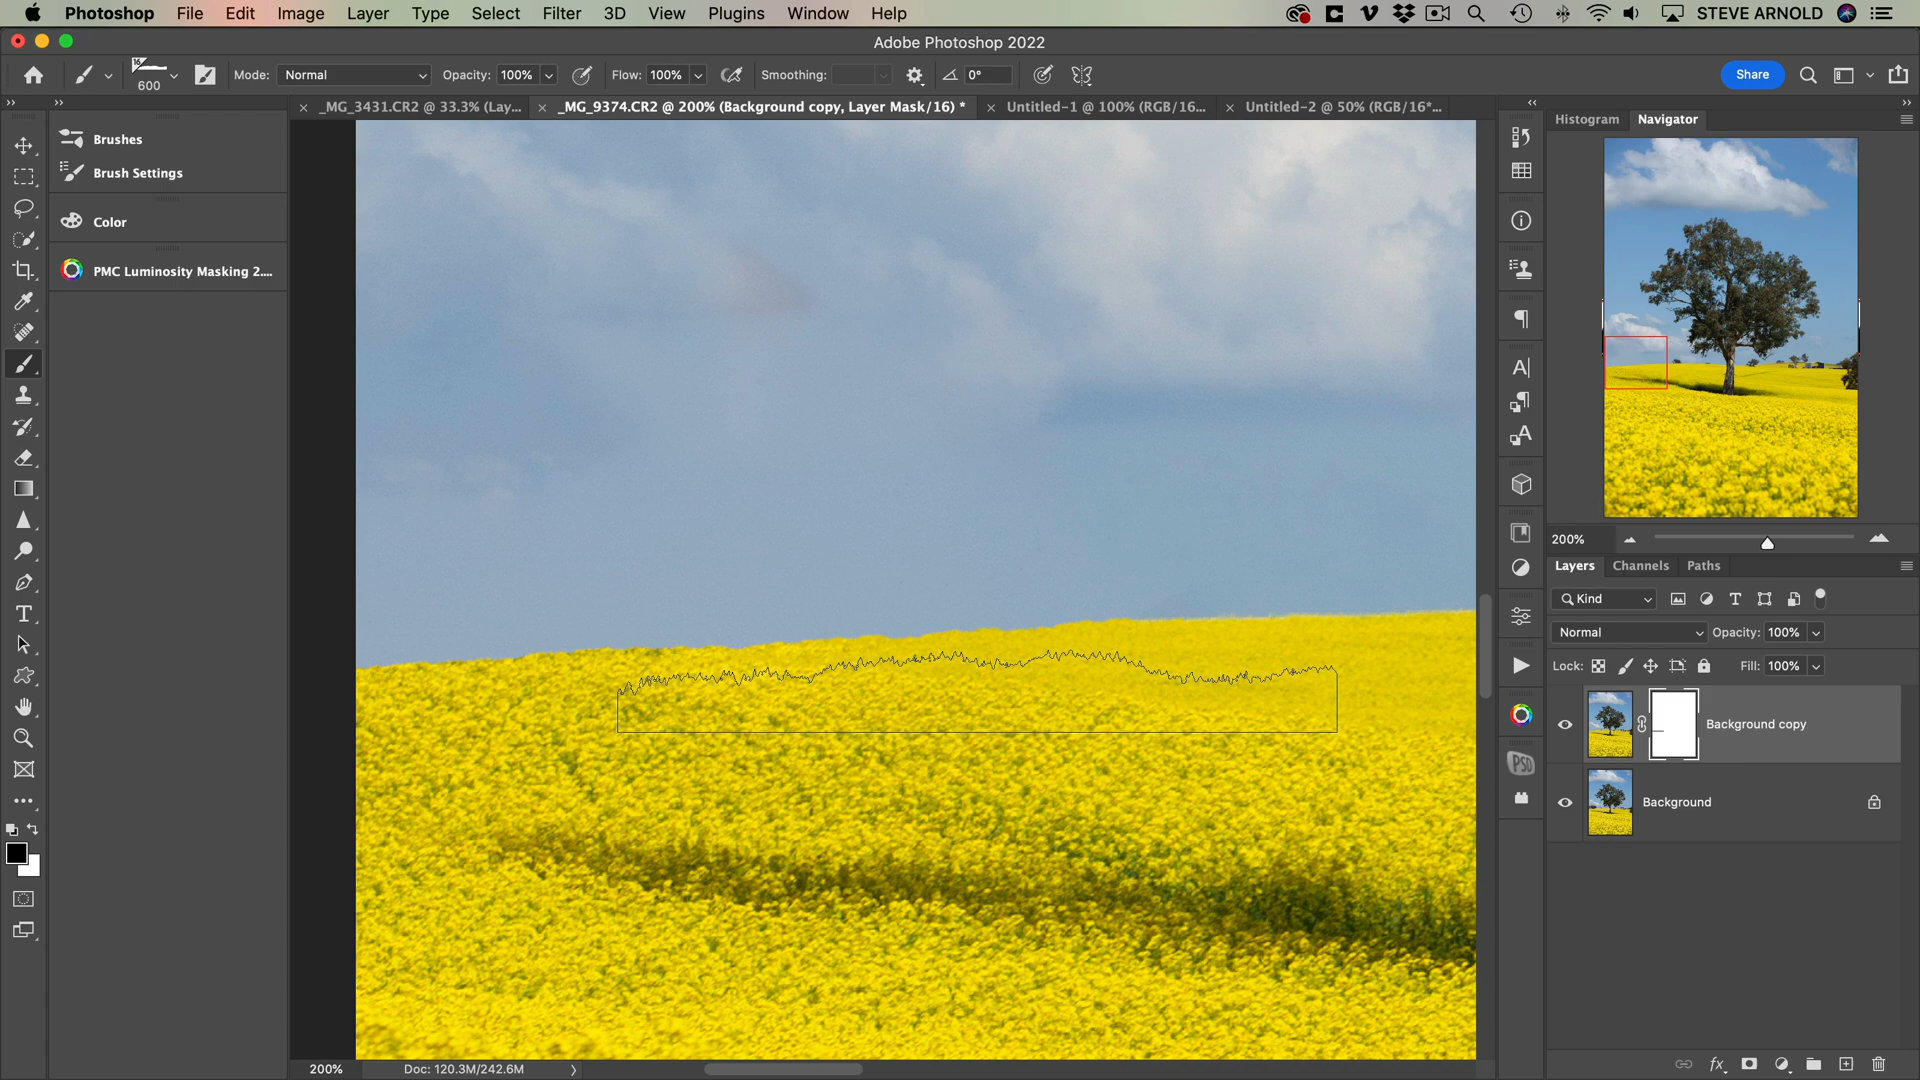 Photoshop File Edit Image Layer Type Select Filter 3D View Plugins Window Help STEVE ARNOLD
Adobe Photoshop 2022
16
600
Mode: Normal Opacity: 100% Flow: 100% Smoothing: 0° Share
_MG_3431.CR2 @ 33.3% (Lay... _MG_9374.CR2 @ 200% (Background copy, Layer Mask/16) * Untitled-1 @ 100% (RGB/16... Untitled-2 @ 50% (RGB/16*...
Brushes
Brush Settings
Color
PMC Luminosity Masking 2....
Histogram Navigator
200%
Layers Channels Paths
Kind
Normal Opacity: 100%
Lock: Fill: 100%
Background copy
Background
PSD
200% Doc: 120.3M/242.6M
fx